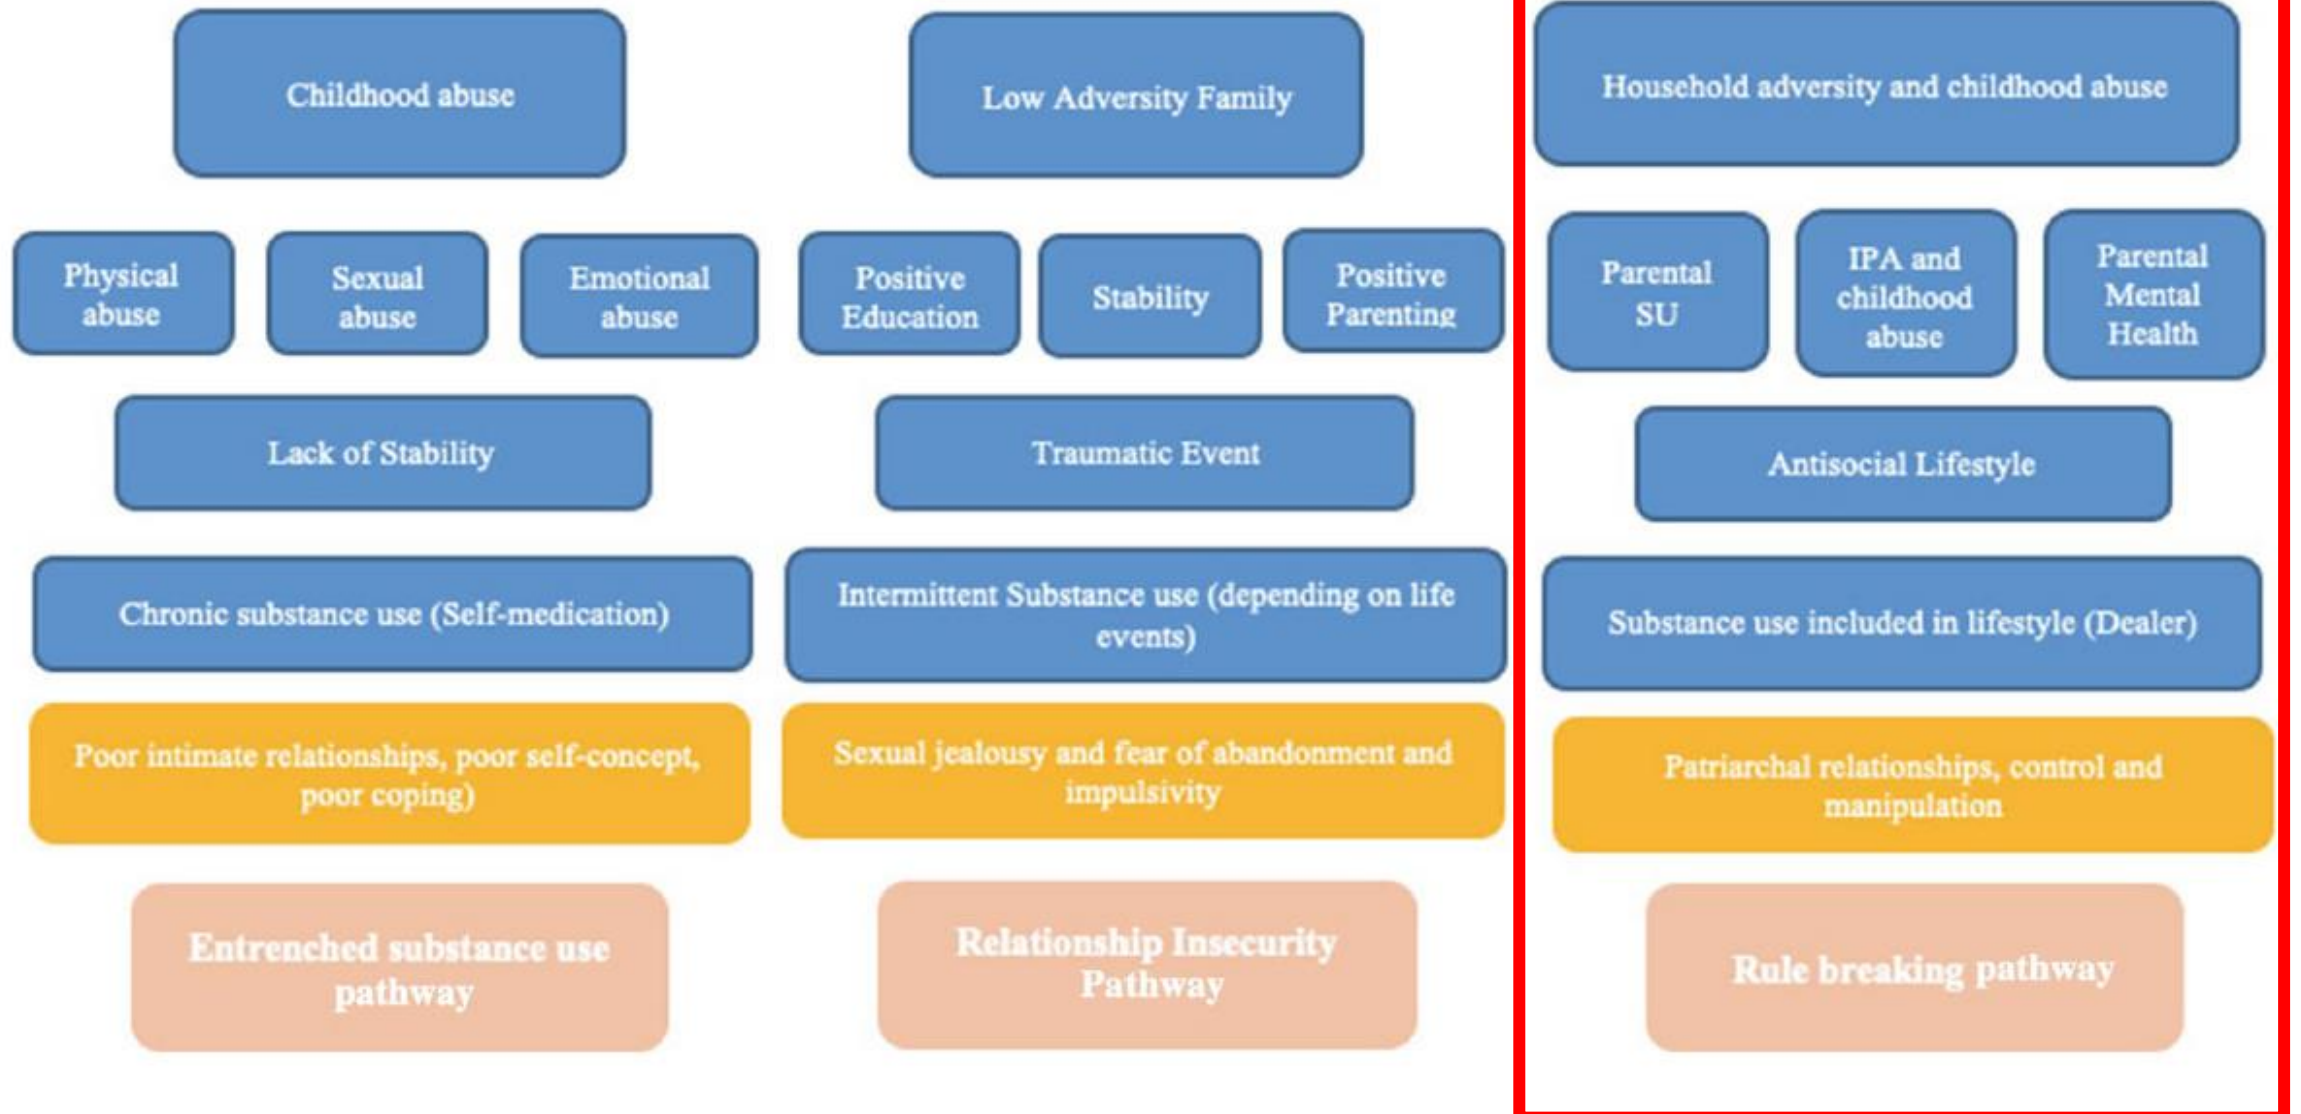 Childhood abuse
Physical
abuse
Sexual
abuse
Emotional
abuse
Lack of Stability
Chronic substance use (Self-medication)
Poor intimate relationships, poor self-concept,
poor coping)
Entrenched substance use
pathway
Low Adversity Family
Positive
Education
Stability
Positive
Parenting
Traumatic Event
Intermittent Substance use (depending on life
events)
Sexual jealousy and fear of abandonment and
impulsivity
Relationship Insecurity
Pathway
Household adversity and childhood abuse
Parental
SU
IPA and
childhood
abuse
Parental
Mental
Health
Antisocial Lifestyle
Substance use included in lifestyle (Dealer)
Patriarchal relationships, control and
manipulation
Rule breaking pathway